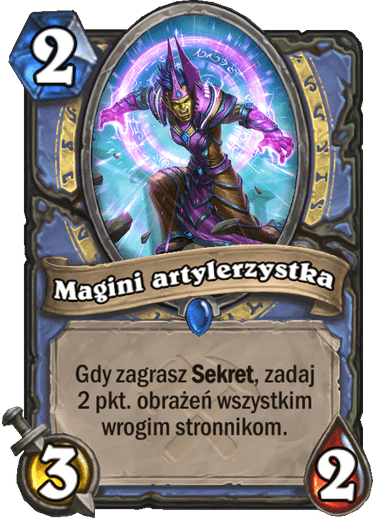 2
Magini artylerzystka
Gdy zagrasz Sekret, zadaj
2 pkt. obrażeń wszystkim
wrogim stronnikom.
3
2